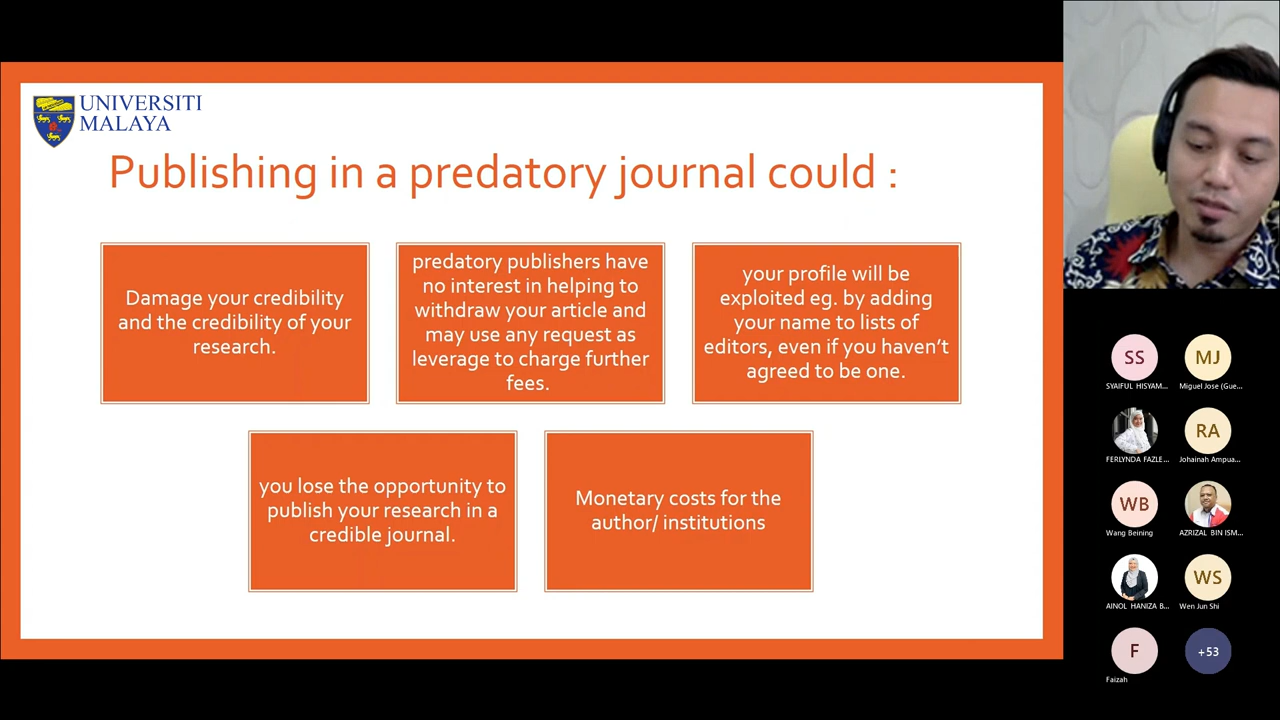 UNIVERSITI
MALAYA
Publishing in a predatory journal could :
Damage your credibility
and the credibility of your
research.
predatory publishers have
no interest in helping to
withdraw your article and
may use any request as
leverage to charge further
fees.
your profile will be
exploited eg. by adding
your name to lists of
editors, even if you haven't
agreed to be one.
you lose the opportunity to
publish your research in a
credible journal.
Monetary costs for the
author/ institutions
SS
SYAIFUL HISYAM...
MJ
Miguel Jose (Gue...
FERLYNDA FAZLE...
RA
Johainah Ampua...
WB
Wang Beining
AZRIZAL BIN ISM...
AINOL HANIZA B...
WS
Wen Jun Shi
F
Faizah
+53